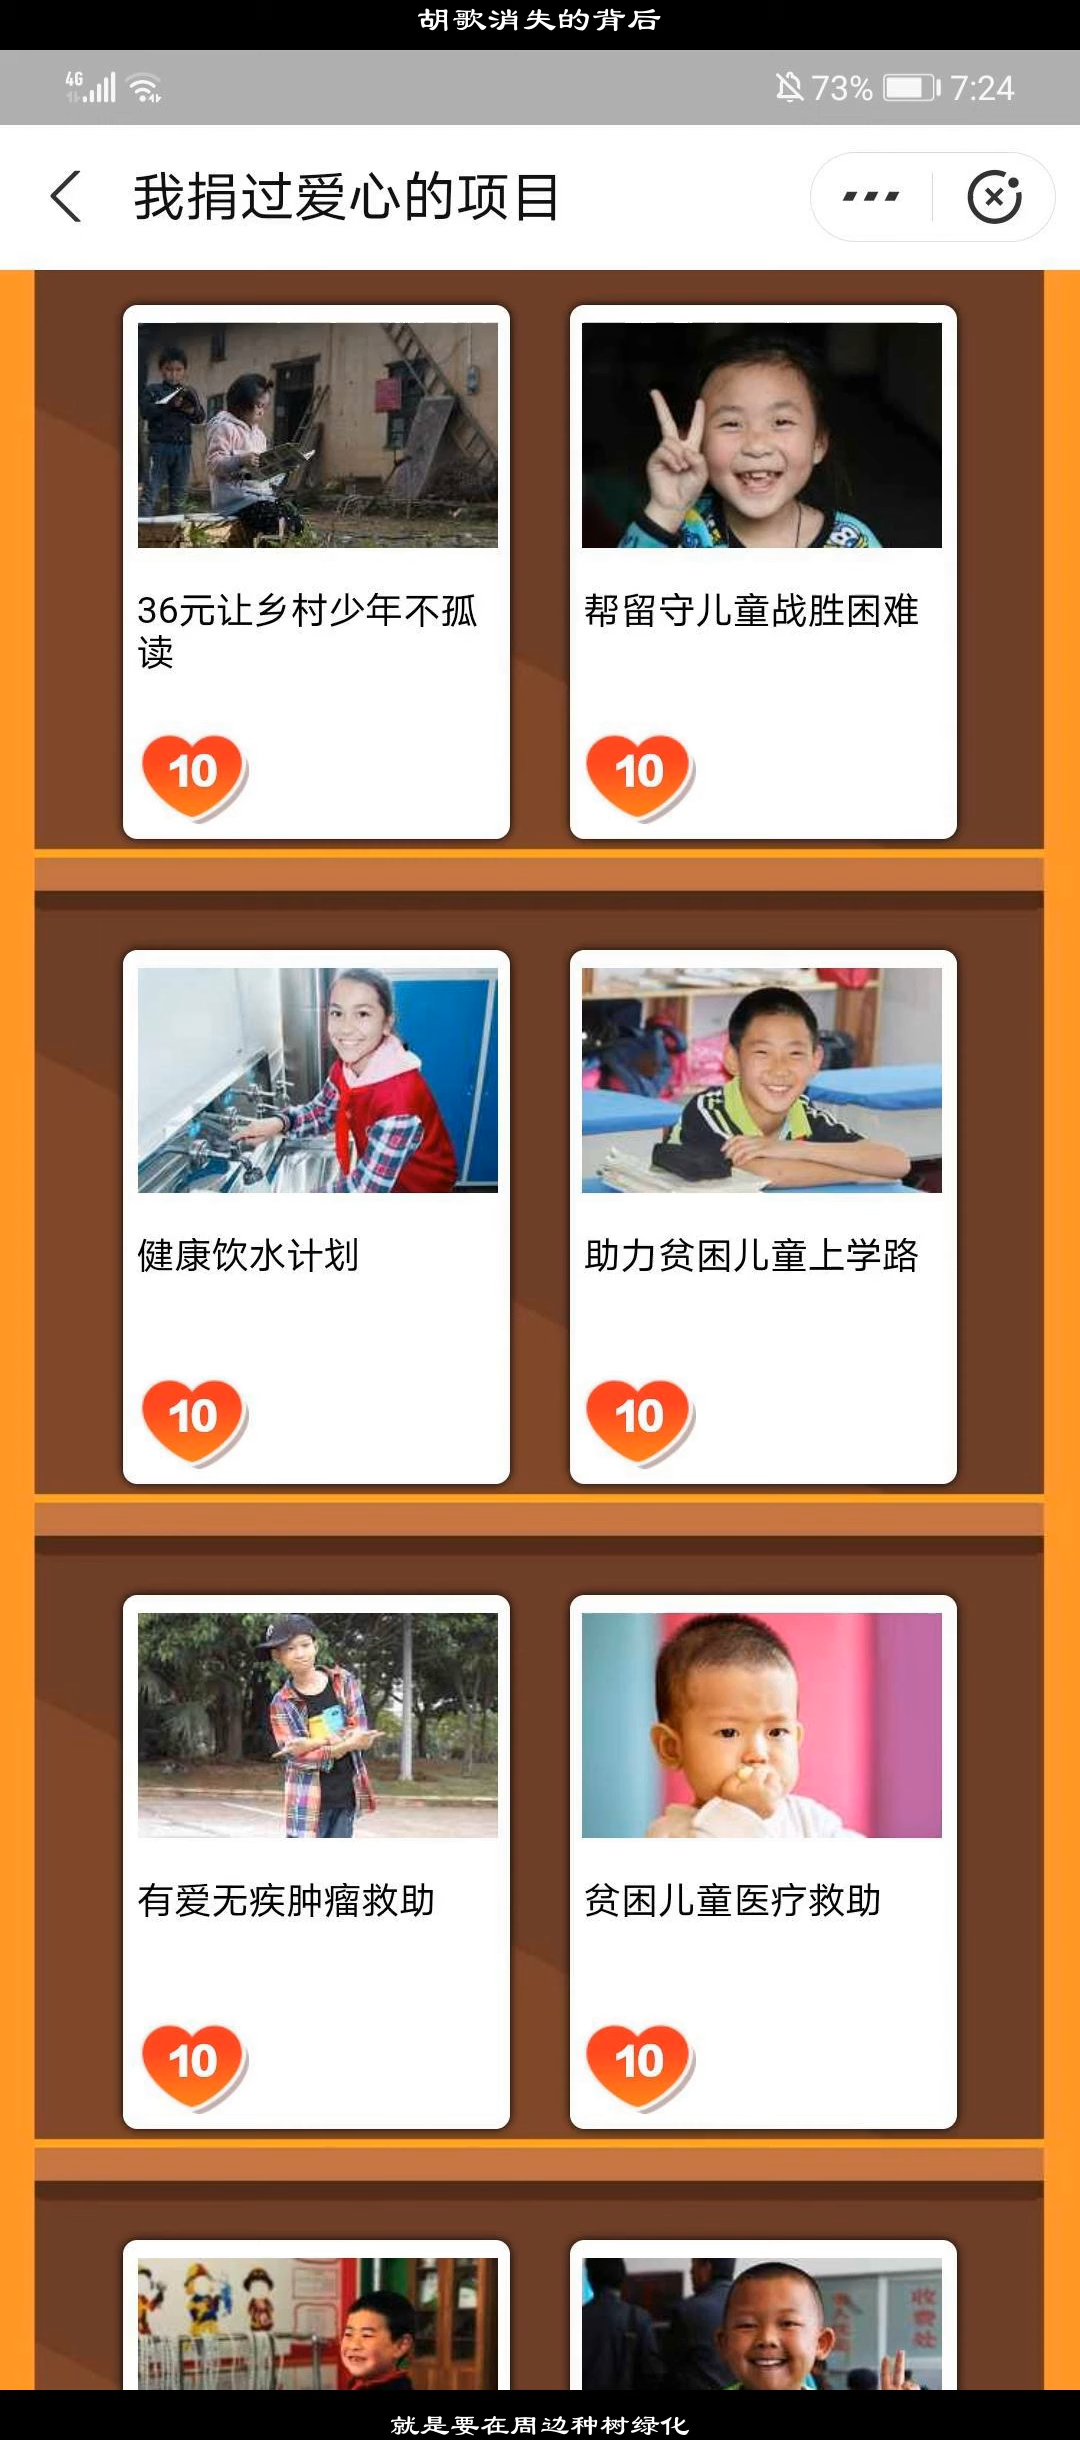 胡歌消失的背后
4G 73% 7:24
我捐过爱心的项目
36元让乡村少年不孤
读
帮留守儿童战胜困难
10
10
健康饮水计划
助力贫困儿童上学路
10
10
有爱无疾肿瘤救助
贫困儿童医疗救助
10
10
收费处
就是要在周边种树绿化